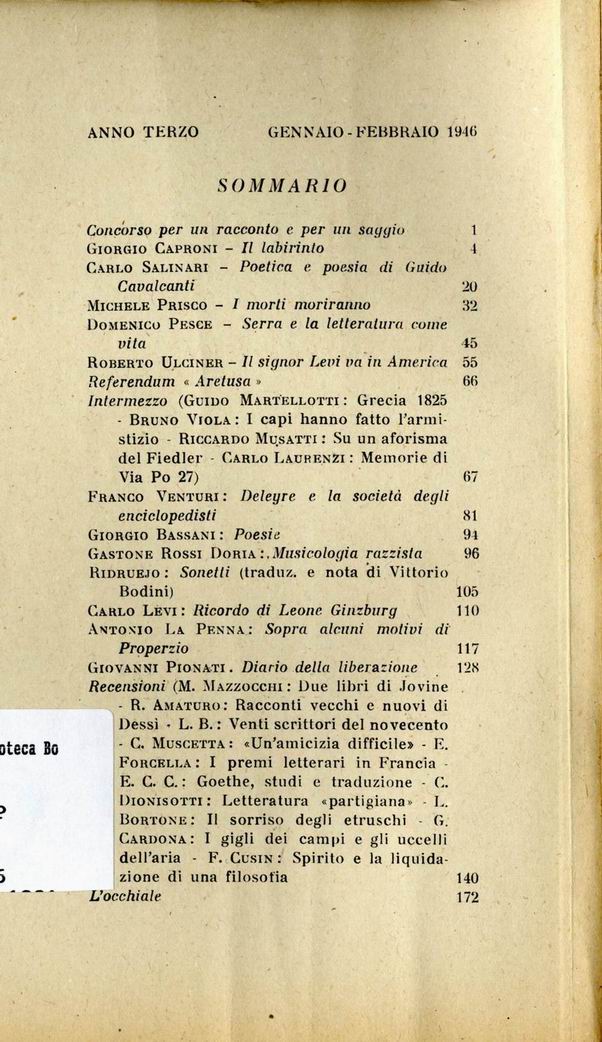 ANNO TERZO GENNAIO - FEBBRAIO 1946
SOMMARIO
Concorso per un racconto e per un saggio 1
GIORGIO CAPRONI – Il labirinto 4
CARLO SALINARI – Poetica e poesia di Guido
Cavalcanti 20
MICHELE PRISCO – I morti moriranno 32
DOMENICO PESCE – Serra e la letteratura come
vita 45
ROBERTO ULCINER – Il signor Levi va in America 55
Referendum « Aretusa » 66
Intermezzo (GUIDO MARTELLOTTI : Grecia 1825
- BRUNO VIOLA : I capi hanno fatto l'armi-
stizio - RICCARDO MUSATTI : Su un aforisma
del Fiedler - CARLO LAURENZI : Memorie di
Via Po 27) 67
FRANCO VENTURI : Deleyre e la società degli
enciclopedisti 81
GIORGIO BASSANI : Poesie 94
GASTONE ROSSI DORIA : Musicologia razzista 96
RIDRUEJO : Sonetti (traduz. e nota di Vittorio
Bodini) 105
CARLO LEVI : Ricordo di Leone Ginzburg 110
ANTONIO LA PENNA : Sopra alcuni motivi di
Properzio 117
GIOVANNI PIONATI . Diario della liberazione 128
Recensioni (M. MAZZOCCHI : Due libri di Jovine
- R. AMATURO : Racconti vecchi e nuovi di
Dessì - L. B. : Venti scrittori del novecento
- C. MUSCETTA : «Un'amicizia difficile» - E.
FORCELLA : I premi letterari in Francia -
E. C. C. : Goethe, studi e traduzione - C.
DIONISOTTI : Letteratura «partigiana» - L.
BORTONE : Il sorriso degli etruschi - G.
CARDONA : I gigli dei campi e gli uccelli
dell'aria - F. CUSIN : Spirito e la liquida-
zione di una filosofia 140
L'occhiale 172
oteca Bo